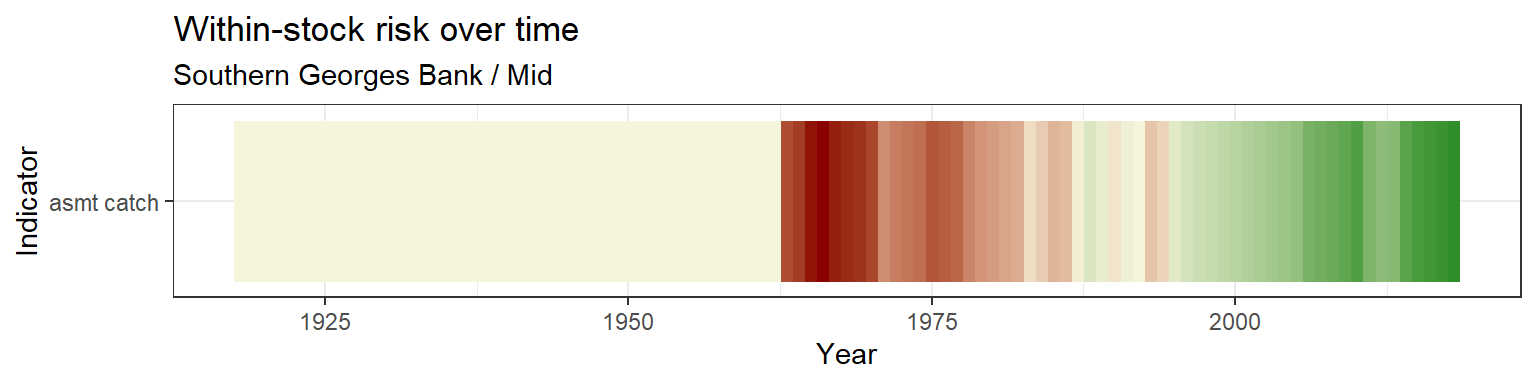 Within-stock risk over time
Southern Georges Bank / Mid
Indicator
asmt catch
1925 1950 1975 2000
Year